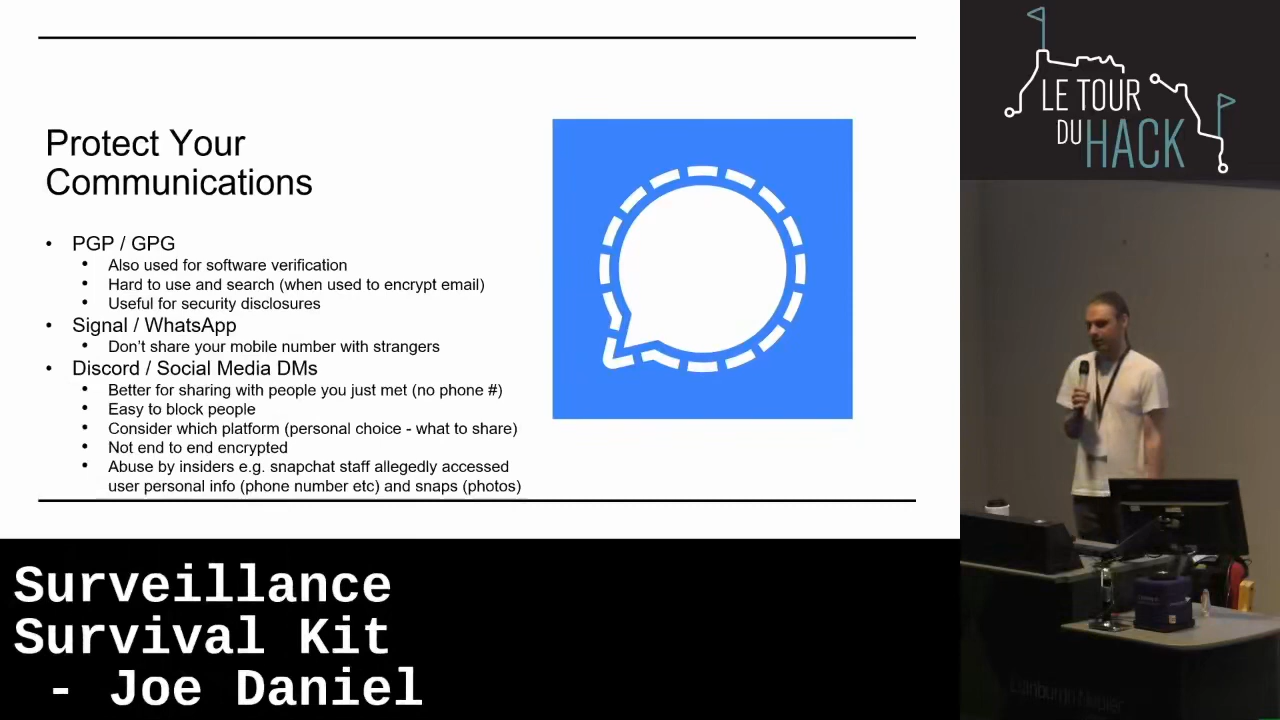 Protect Your
Communications
• PGP / GPG
• Also used for software verification
• Hard to use and search (when used to encrypt email)
• Useful for security disclosures
• Signal / WhatsApp
• Don't share your mobile number with strangers
• Discord / Social Media DMs
• Better for sharing with people you just met (no phone #)
• Easy to block people
• Consider which platform (personal choice - what to share)
• Not end to end encrypted
• Abuse by insiders e.g. snapchat staff allegedly accessed
user personal info (phone number etc) and snaps (photos)
LE TOUR
DU HACK
Surveillance
Survival Kit
- Joe Daniel